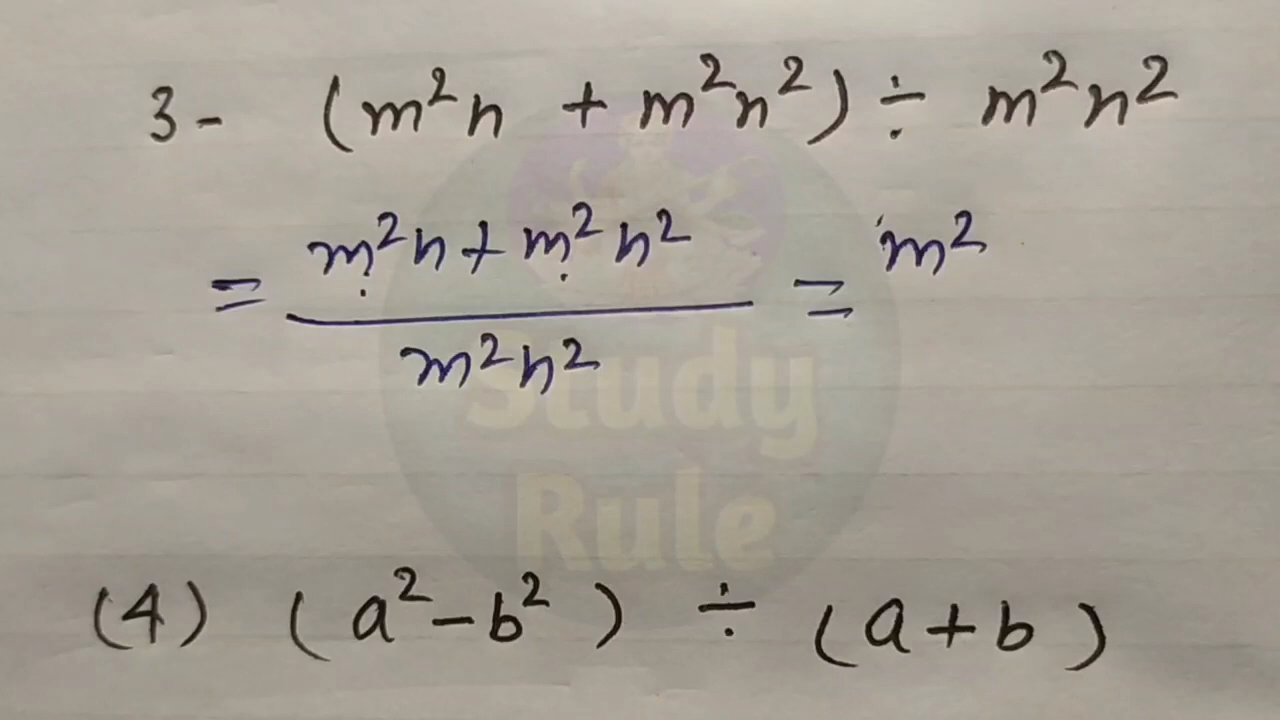 3- (m²n + m²n²) ÷ m²n²
= m²n + m²n² / m²n² = m²
Study
Rule
(4) (a² - b²) ÷ (a + b)